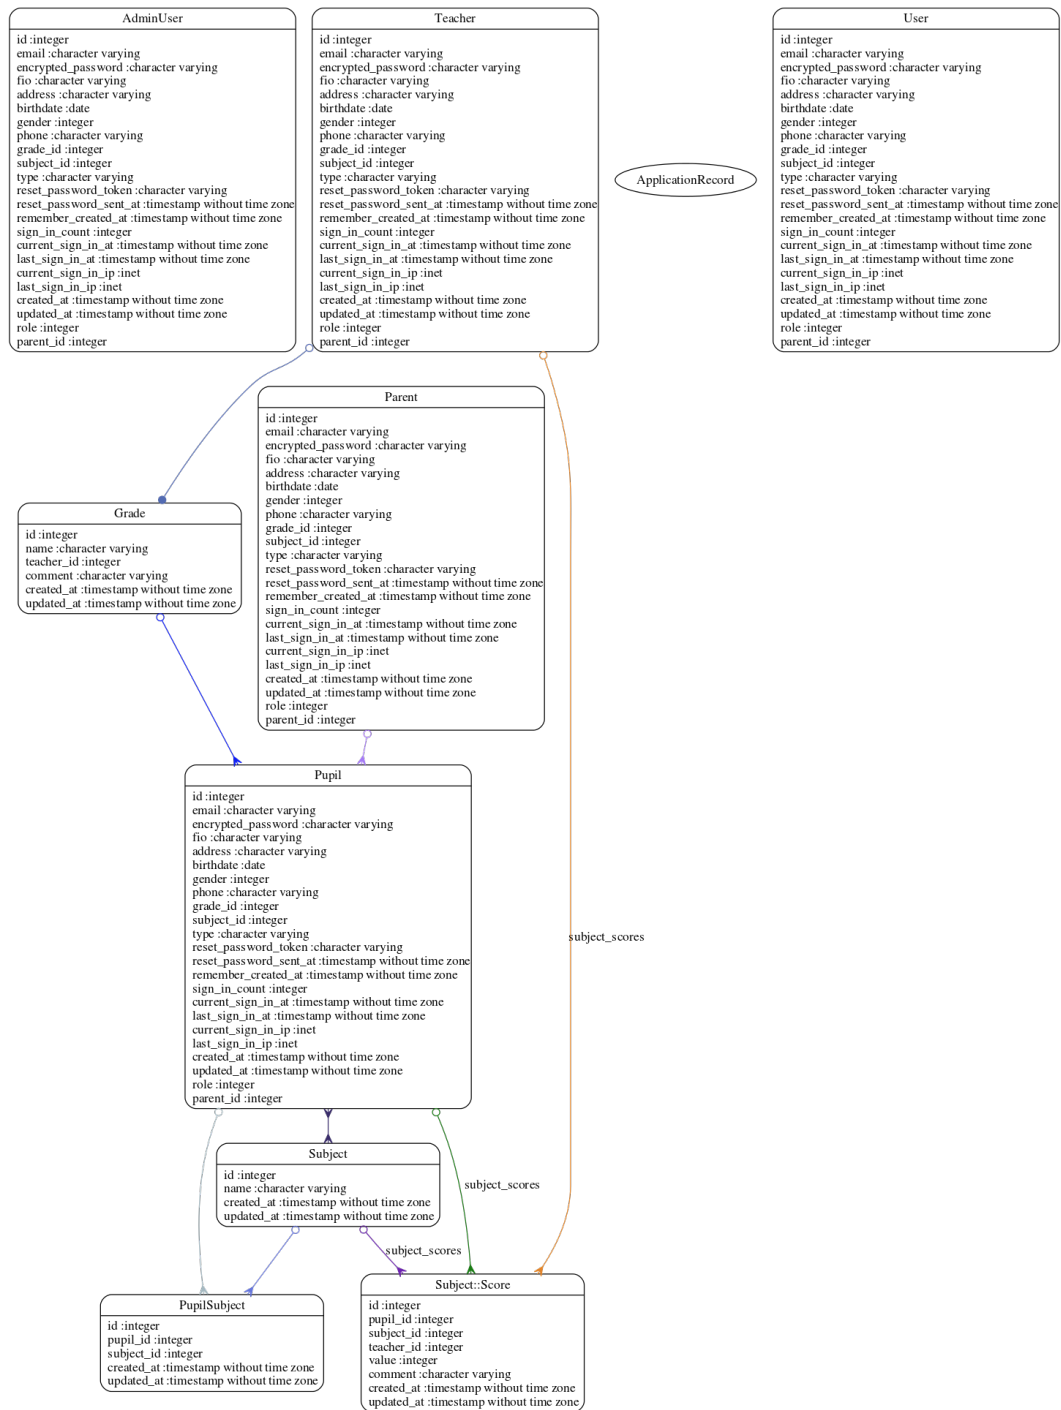 AdminUser
id :integer
email :character varying
encrypted_password :character varying
fio :character varying
address :character varying
birthdate :date
gender :integer
phone :character varying
grade_id :integer
subject_id :integer
type :character varying
reset_password_token :character varying
reset_password_sent_at :timestamp without time zone
remember_created_at :timestamp without time zone
sign_in_count :integer
current_sign_in_at :timestamp without time zone
last_sign_in_at :timestamp without time zone
current_sign_in_ip :inet
last_sign_in_ip :inet
created_at :timestamp without time zone
updated_at :timestamp without time zone
role :integer
parent_id :integer
Teacher
id :integer
email :character varying
encrypted_password :character varying
fio :character varying
address :character varying
birthdate :date
gender :integer
phone :character varying
grade_id :integer
subject_id :integer
type :character varying
reset_password_token :character varying
reset_password_sent_at :timestamp without time zone
remember_created_at :timestamp without time zone
sign_in_count :integer
current_sign_in_at :timestamp without time zone
last_sign_in_at :timestamp without time zone
current_sign_in_ip :inet
last_sign_in_ip :inet
created_at :timestamp without time zone
updated_at :timestamp without time zone
role :integer
parent_id :integer
ApplicationRecord
User
id :integer
email :character varying
encrypted_password :character varying
fio :character varying
address :character varying
birthdate :date
gender :integer
phone :character varying
grade_id :integer
subject_id :integer
type :character varying
reset_password_token :character varying
reset_password_sent_at :timestamp without time zone
remember_created_at :timestamp without time zone
sign_in_count :integer
current_sign_in_at :timestamp without time zone
last_sign_in_at :timestamp without time zone
current_sign_in_ip :inet
last_sign_in_ip :inet
created_at :timestamp without time zone
updated_at :timestamp without time zone
role :integer
parent_id :integer
Parent
id :integer
email :character varying
encrypted_password :character varying
fio :character varying
address :character varying
birthdate :date
gender :integer
phone :character varying
grade_id :integer
subject_id :integer
type :character varying
reset_password_token :character varying
reset_password_sent_at :timestamp without time zone
remember_created_at :timestamp without time zone
sign_in_count :integer
current_sign_in_at :timestamp without time zone
last_sign_in_at :timestamp without time zone
current_sign_in_ip :inet
last_sign_in_ip :inet
created_at :timestamp without time zone
updated_at :timestamp without time zone
role :integer
parent_id :integer
Grade
id :integer
name :character varying
teacher_id :integer
comment :character varying
created_at :timestamp without time zone
updated_at :timestamp without time zone
Pupil
id :integer
email :character varying
encrypted_password :character varying
fio :character varying
address :character varying
birthdate :date
gender :integer
phone :character varying
grade_id :integer
subject_id :integer
type :character varying
reset_password_token :character varying
reset_password_sent_at :timestamp without time zone
remember_created_at :timestamp without time zone
sign_in_count :integer
current_sign_in_at :timestamp without time zone
last_sign_in_at :timestamp without time zone
current_sign_in_ip :inet
last_sign_in_ip :inet
created_at :timestamp without time zone
updated_at :timestamp without time zone
role :integer
parent_id :integer
subject_scores
Subject
id :integer
name :character varying
created_at :timestamp without time zone
updated_at :timestamp without time zone
subject_scores
subject_scores
PupilSubject
id :integer
pupil_id :integer
subject_id :integer
created_at :timestamp without time zone
updated_at :timestamp without time zone
Subject::Score
id :integer
pupil_id :integer
subject_id :integer
teacher_id :integer
value :integer
comment :character varying
created_at :timestamp without time zone
updated_at :timestamp without time zone